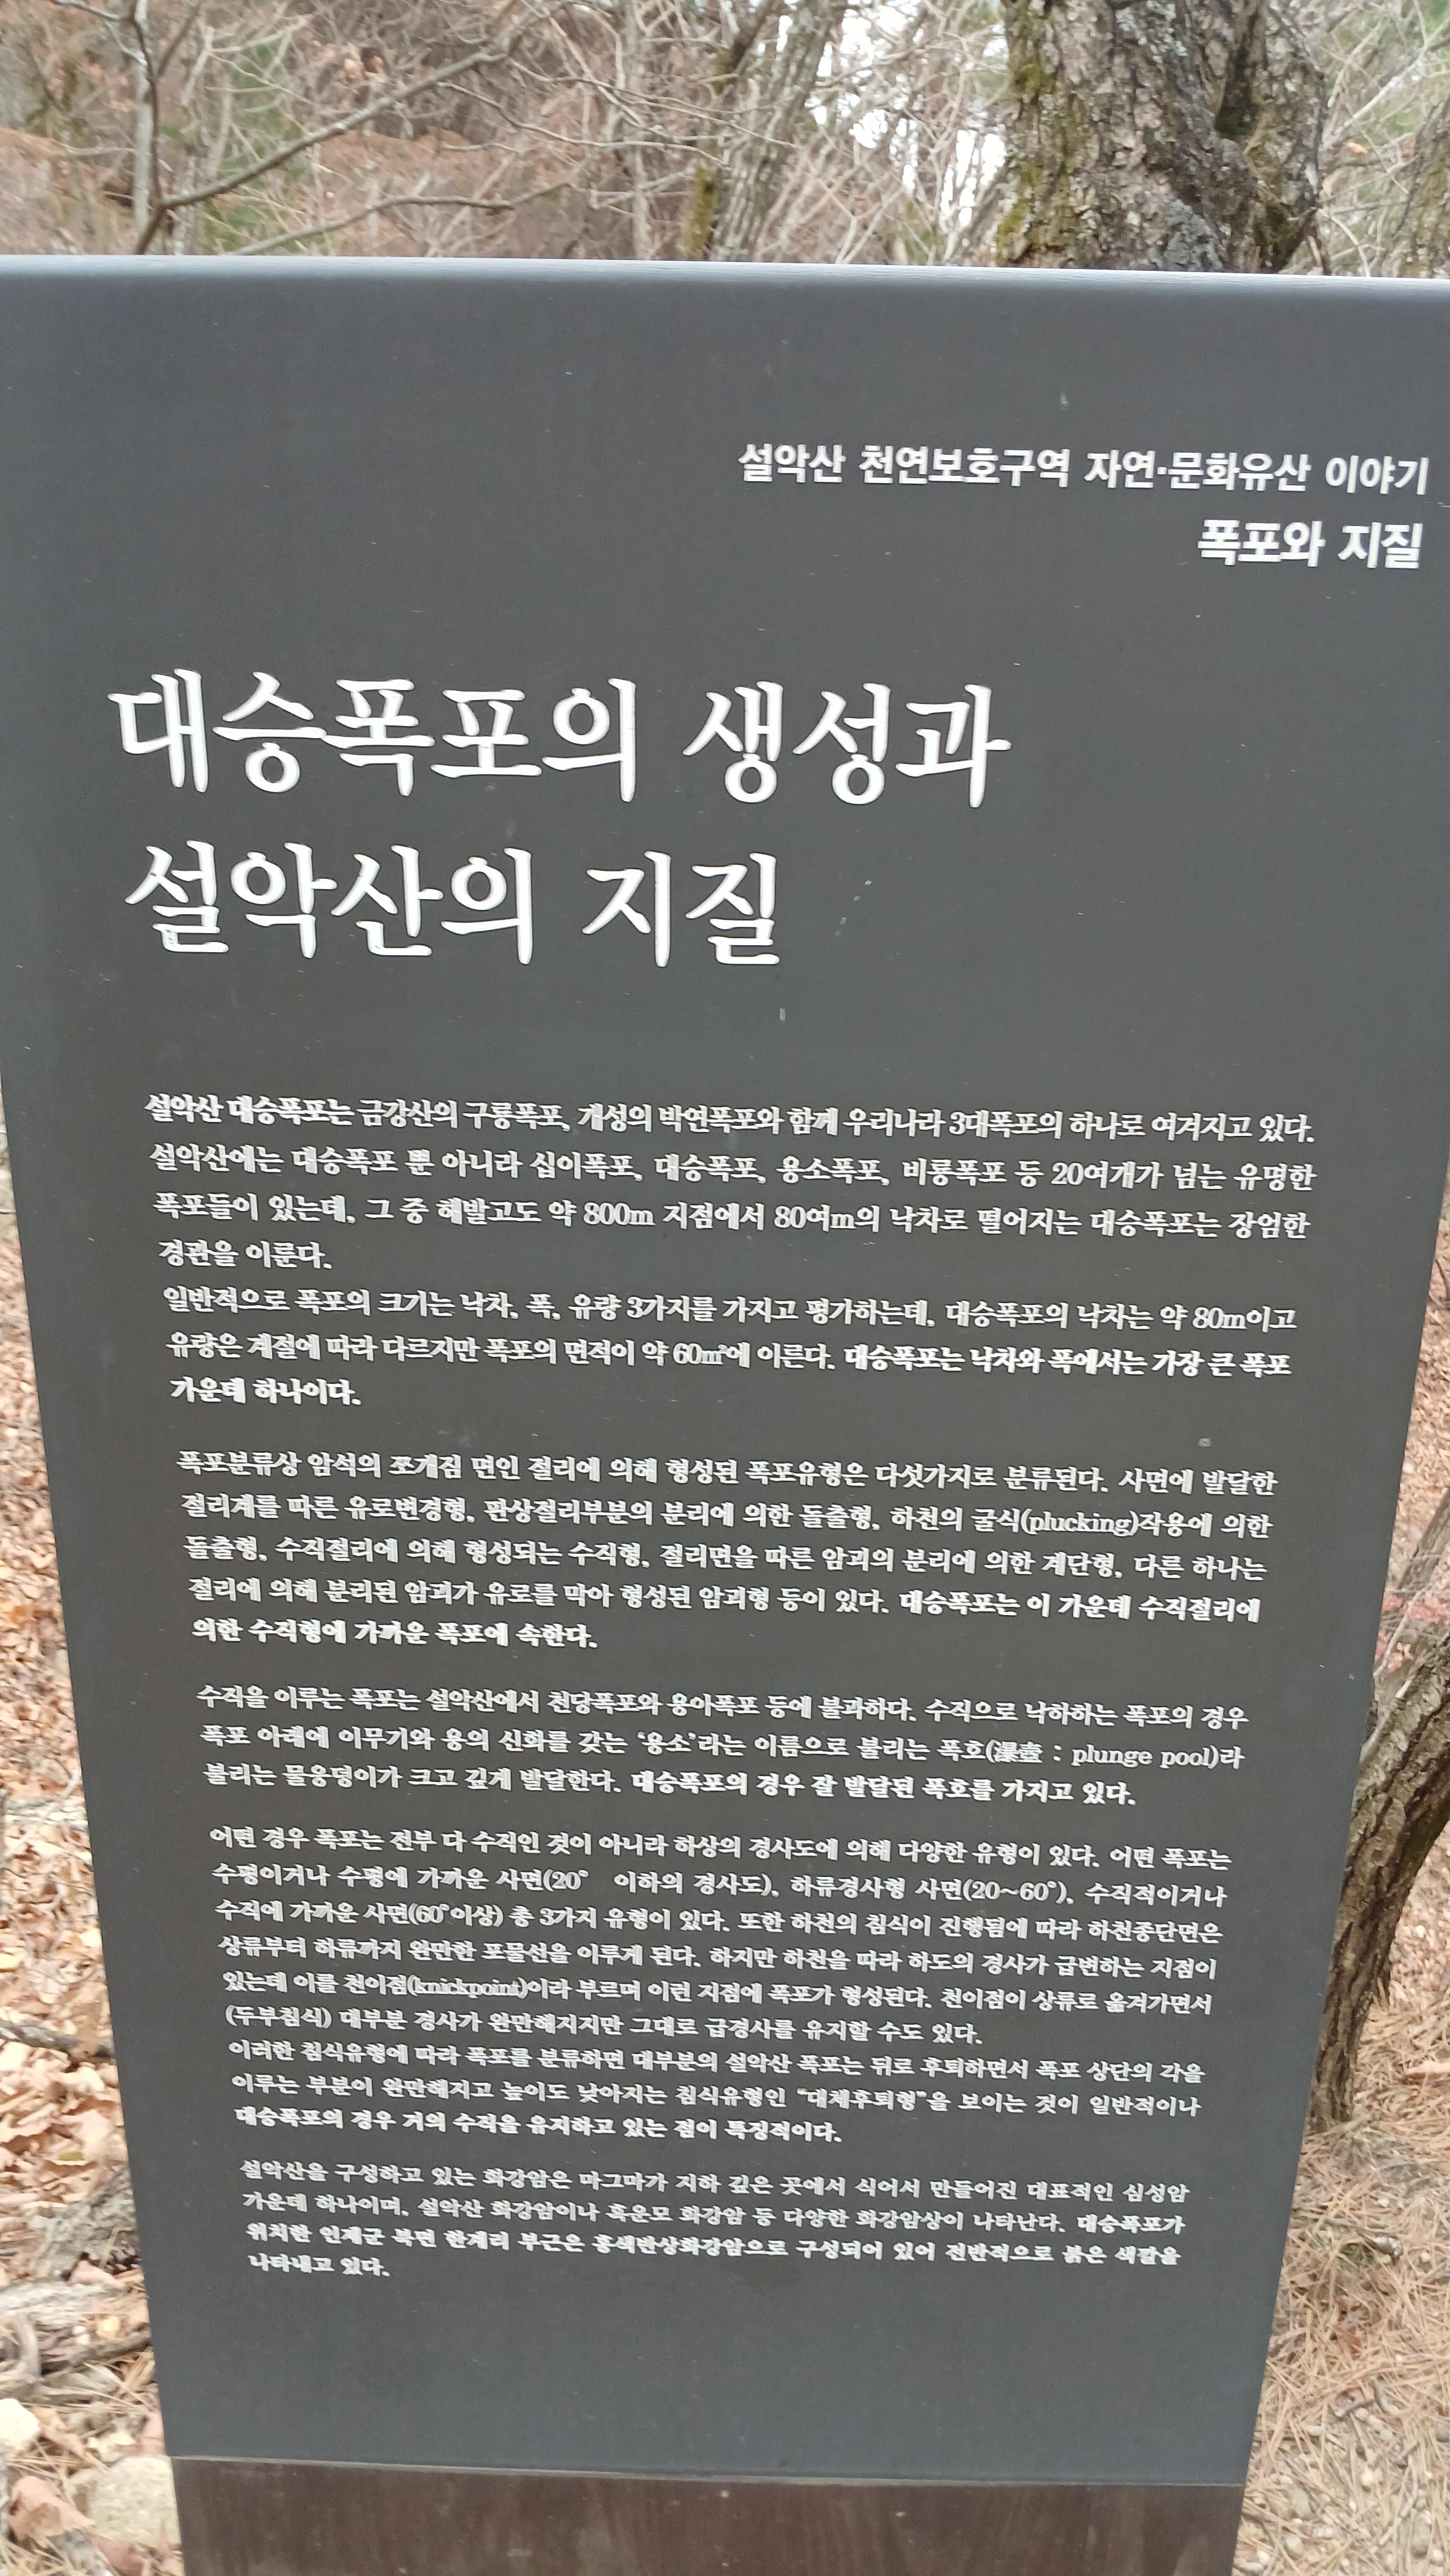 설악산 천연보호구역 자연·문화유산 이야기
폭포와 지질
대승폭포의 생성과
설악산의 지질
설악산 대승폭포는 금강산의 구룡폭포, 개성의 박연폭포와 함께 우리나라 3대폭포의 하나로 여겨지고 있다.
설악산에는 대승폭포 뿐 아니라 십이폭포, 대승폭포, 용소폭포, 비룡폭포 등 20여개가 넘는 유명한
폭포들이 있는데, 그 중 해발고도 약 800m 지점에서 80여m의 낙차로 떨어지는 대승폭포는 장엄한
경관을 이룬다.
일반적으로 폭포의 크기는 낙차, 폭, 유량 3가지를 가지고 평가하는데, 대승폭포의 낙차는 약 80m이고
유량은 계절에 따라 다르지만 폭포의 면적이 약 60㎡에 이른다. 대승폭포는 낙차와 폭에서는 가장 큰 폭포
가운데 하나이다.
폭포분류상 암석의 쪼개짐 면인 절리에 의해 형성된 폭포유형은 다섯가지로 분류된다. 사면에 발달한
절리계를 따른 유로변경형, 판상절리부분의 분리에 의한 돌출형, 하천의 굴식(plucking)작용에 의한
돌출형, 수직절리에 의해 형성되는 수직형, 절리면을 따른 암괴의 분리에 의한 계단형, 다른 하나는
절리에 의해 분리된 암괴가 유로를 막아 형성된 암괴형 등이 있다. 대승폭포는 이 가운데 수직절리에
의한 수직형에 가까운 폭포에 속한다.
수직을 이루는 폭포는 설악산에서 천당폭포와 용아폭포 등에 불과하다. 수직으로 낙하하는 폭포의 경우
폭포 아래에 이무기와 용의 신화를 갖는 ‘용소’라는 이름으로 불리는 폭호(瀑壺 : plunge pool)라
불리는 물웅덩이가 크고 깊게 발달한다. 대승폭포의 경우 잘 발달된 폭호를 가지고 있다.
어떤 경우 폭포는 전부 다 수직인 것이 아니라 하상의 경사도에 의해 다양한 유형이 있다. 어떤 폭포는
수평이거나 수평에 가까운 사면(20° 이하의 경사도), 하류경사형 사면(20~60°), 수직적이거나
수직에 가까운 사면(60°이상) 총 3가지 유형이 있다. 또한 하천의 침식이 진행됨에 따라 하천종단면은
상류부터 하류까지 완만한 포물선을 이루게 된다. 하지만 하천을 따라 하도의 경사가 급변하는 지점이
있는데 이를 천이점(knickpoint)이라 부르며 이런 지점에 폭포가 형성된다. 천이점이 상류로 옮겨가면서
(두부침식) 대부분 경사가 완만해지지만 그대로 급경사를 유지할 수도 있다.
이러한 침식유형에 따라 폭포를 분류하면 대부분의 설악산 폭포는 뒤로 후퇴하면서 폭포 상단의 각을
이루는 부분이 완만해지고 높이도 낮아지는 침식유형인 “대체후퇴형”을 보이는 것이 일반적이나
대승폭포의 경우 거의 수직을 유지하고 있는 점이 특징적이다.
설악산을 구성하고 있는 화강암은 마그마가 지하 깊은 곳에서 식어서 만들어진 대표적인 심성암
가운데 하나이며, 설악산 화강암이나 흑운모 화강암 등 다양한 화강암상이 나타난다. 대승폭포가
위치한 인제군 북면 한계리 부근은 홍색반상화강암으로 구성되어 있어 전반적으로 붉은 색깔을
나타내고 있다.